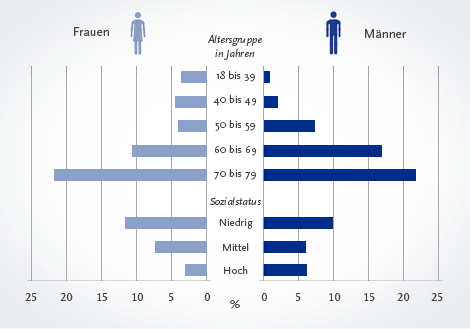 Frauen
Männer
Altersgruppe
in Jahren
18 bis 39
40 bis 49
50 bis 59
60 bis 69
70 bis 79
Sozialstatus
Niedrig
Mittel
Hoch
25 20 15 10 5 0 0 5 10 15 20 25
%